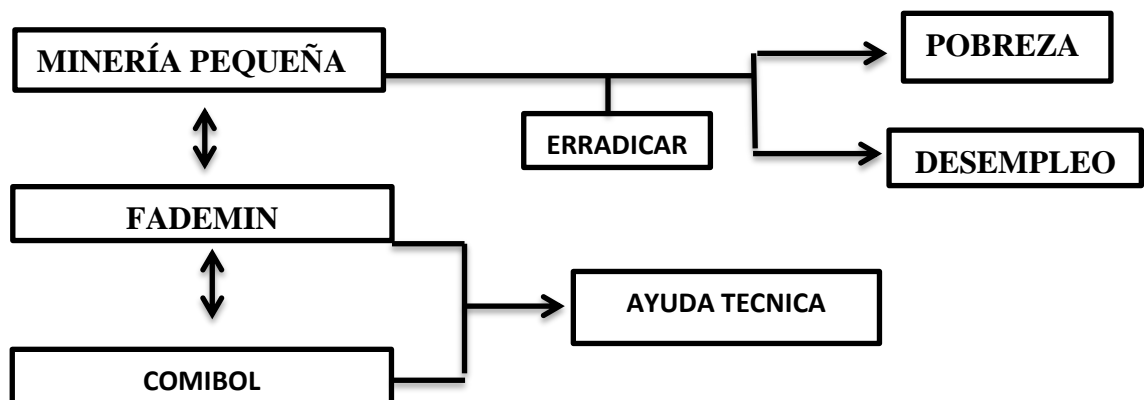 MINERÍA PEQUEÑA
POBREZA
ERRADICAR
DESEMPLEO
FADEMIN
AYUDA TECNICA
COMIBOL